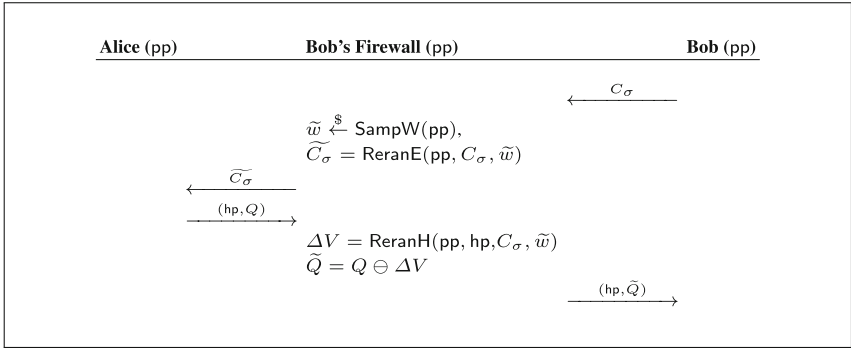 Alice (pp) Bob's Firewall (pp) Bob (pp)
C_σ
w̃ ←$ SampW(pp),
C̃_σ = ReranE(pp, C_σ, w̃)
C̃_σ
(hp, Q)
ΔV = ReranH(pp, hp,C_σ, w̃)
Q̃ = Q ⊖ ΔV
(hp, Q̃)